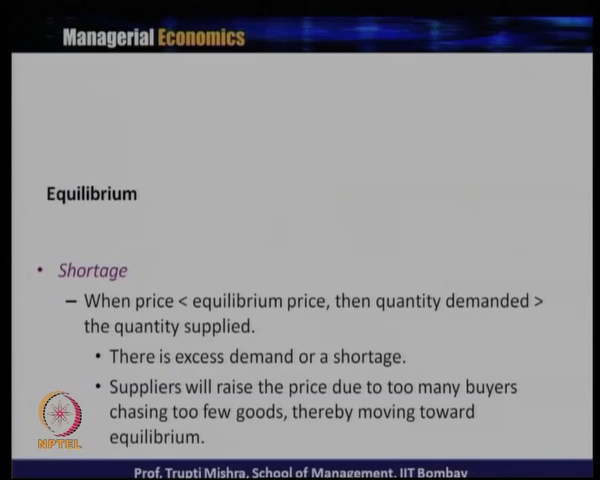 Managerial Economics
Equilibrium
• Shortage
– When price < equilibrium price, then quantity demanded >
the quantity supplied.
• There is excess demand or a shortage.
• Suppliers will raise the price due to too many buyers
chasing too few goods, thereby moving toward
equilibrium.
NPTEL
Prof. Trupti Mishra, School of Management, IIT Bombay